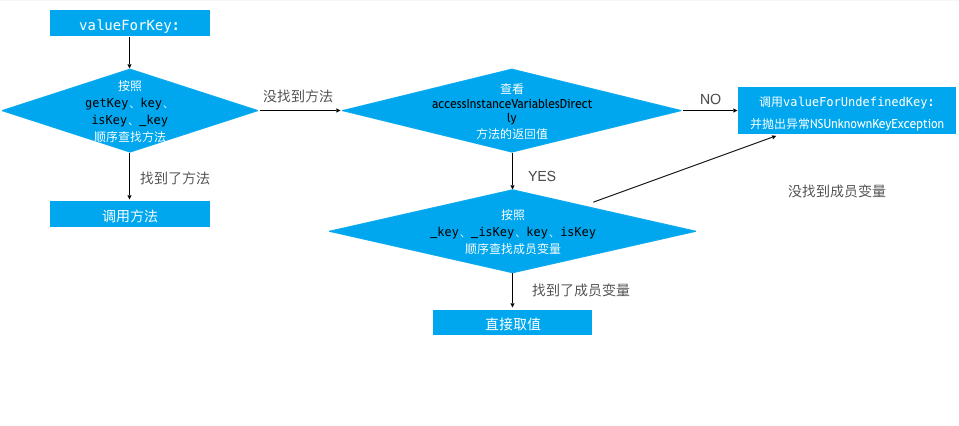 valueForKey:
按照
getKey、key、
isKey、_key
顺序查找方法
没找到方法
查看
accessInstanceVariablesDirect
ly
方法的返回值
NO
调用valueForUndefinedKey:
并抛出异常NSUnknownKeyException
找到了方法
调用方法
YES
没找到成员变量
按照
_key、_isKey、key、isKey
顺序查找成员变量
找到了成员变量
直接取值